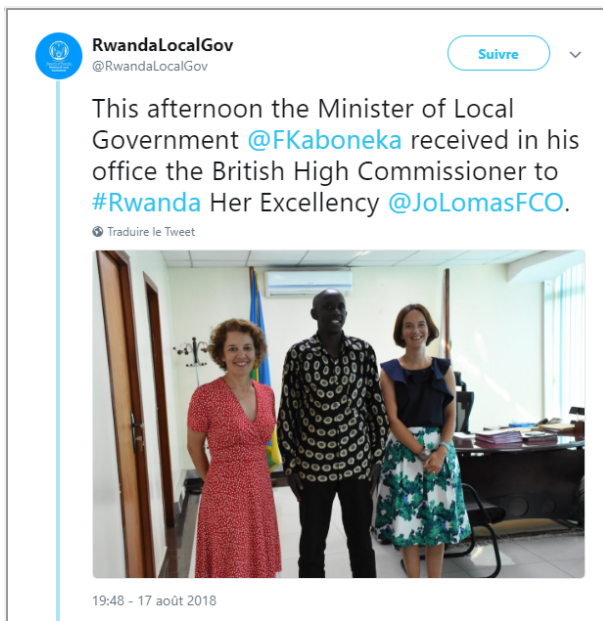 RwandaLocalGov
@RwandaLocalGov
Suivre
This afternoon the Minister of Local
Government @FKaboneka received in his
office the British High Commissioner to
#Rwanda Her Excellency @JoLomasFCO.
Traduire le Tweet
19:48 - 17 août 2018